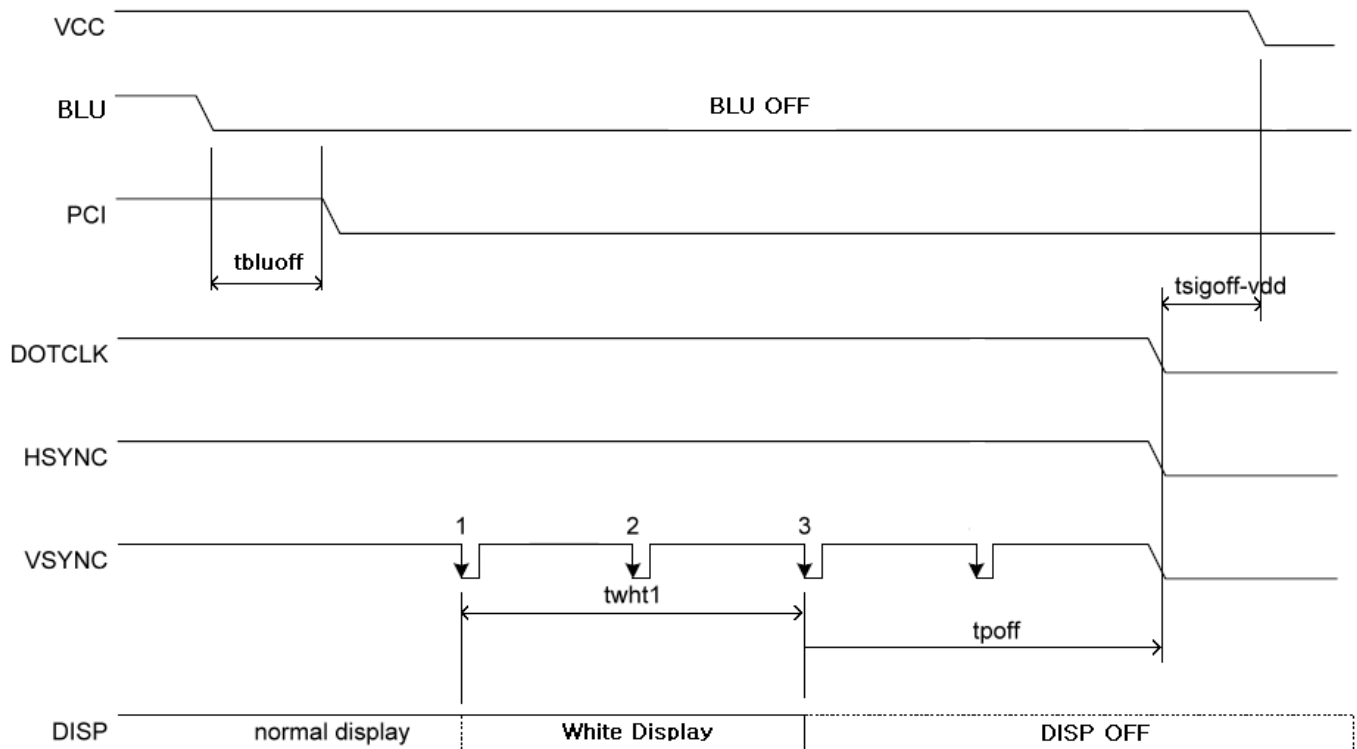 VCC
BLU
BLU OFF
PCI
tbluoff
tsigoff-vdd
DOTCLK
HSYNC
1 2 3
VSYNC
twht1
tpoff
DISP normal display White Display DISP OFF